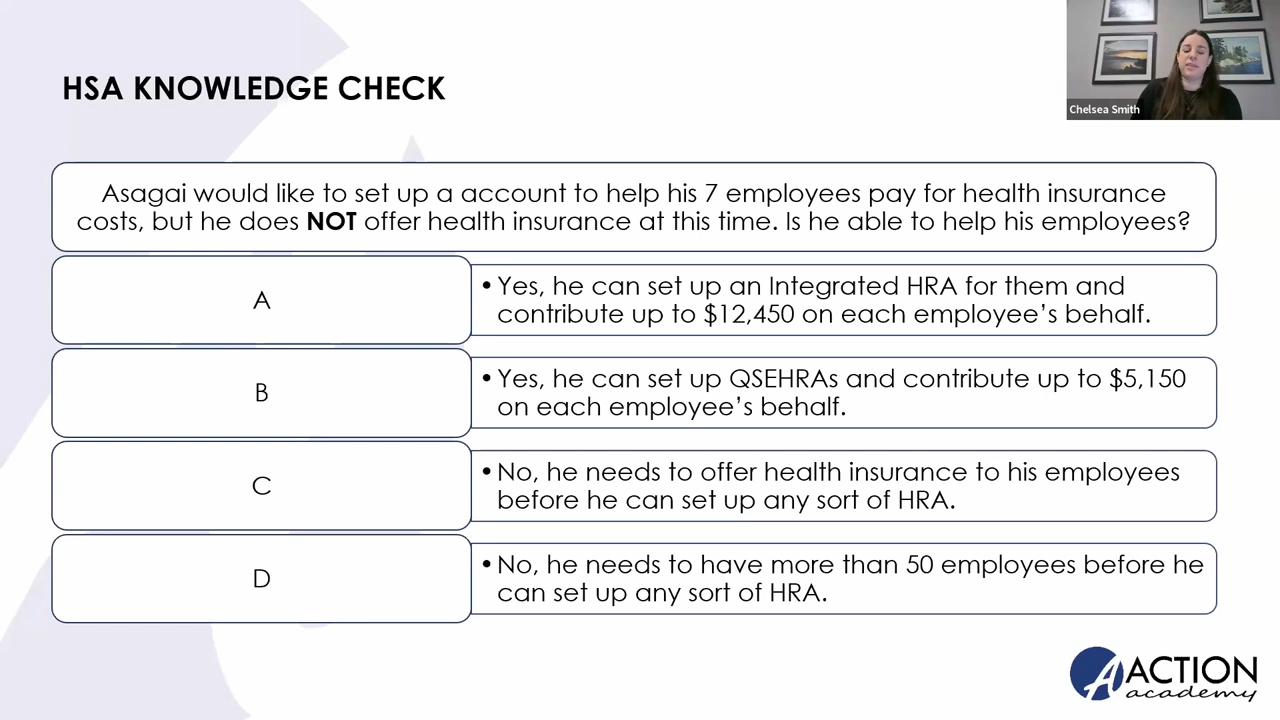 HSA KNOWLEDGE CHECK
Chelsea Smith
Asagai would like to set up a account to help his 7 employees pay for health insurance
costs, but he does NOT offer health insurance at this time. Is he able to help his employees?
A
• Yes, he can set up an Integrated HRA for them and
contribute up to $12,450 on each employee’s behalf.
B
• Yes, he can set up QSEHRAs and contribute up to $5,150
on each employee’s behalf.
C
• No, he needs to offer health insurance to his employees
before he can set up any sort of HRA.
D
• No, he needs to have more than 50 employees before he
can set up any sort of HRA.
A ACTION
academy